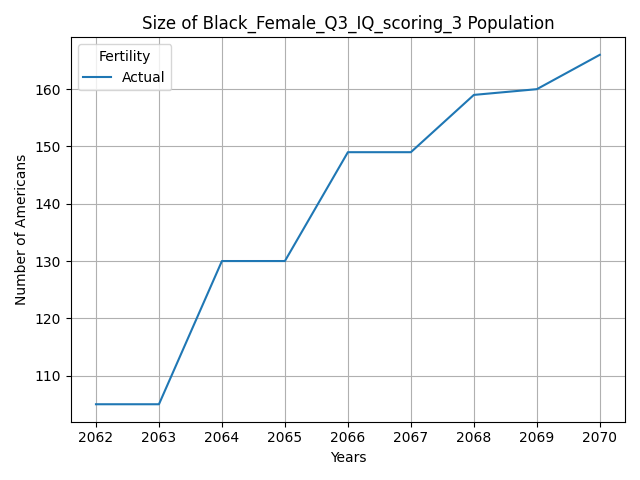 Size of Black_Female_Q3_IQ_scoring_3 Population
Fertility
Actual
Number of Americans
160
150
140
130
120
110
2062 2063 2064 2065 2066 2067 2068 2069 2070
Years